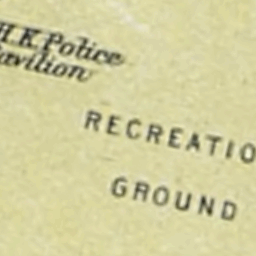 H.K Police
avilion
RECREATIO
GROUND